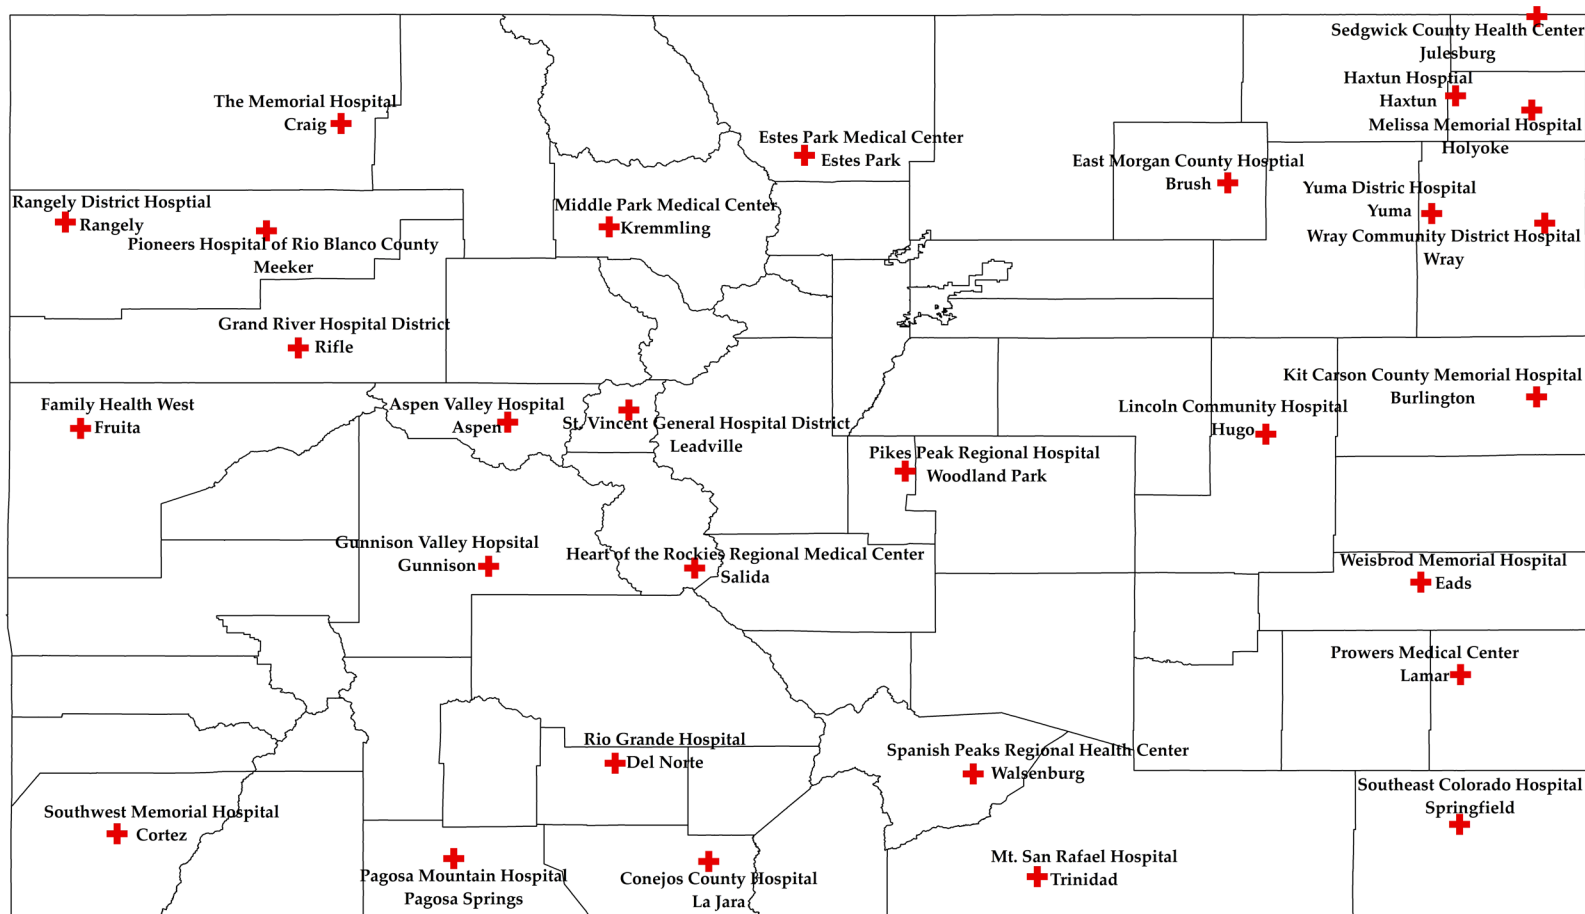 Sedgwick County Health Center
Julesburg
Haxtun Hospfial
Haxtun
Melissa Memorial Hospital
Holyoke
The Memorial Hospital
Craig
Estes Park Medical Center
Estes Park
East Morgan County Hosptial
Brush
Yuma Distric Hospital
Yuma
Wray Community District Hospital
Wray
Rangely District Hosptial
Rangely
Pioneers Hospital of Rio Blanco County
Meeker
Middle Park Medical Center
Kremmling
Grand River Hospital District
Rifle
Family Health West
Fruita
Aspen Valley Hospital
Aspen
St. Vincent General Hospital District
Leadville
Kit Carson County Memorial Hospital
Burlington
Lincoln Community Hospital
Hugo
Pikes Peak Regional Hospital
Woodland Park
Gunnison Valley Hopsital
Gunnison
Heart of the Rockies Regional Medical Center
Salida
Weisbrod Memorial Hospital
Eads
Prowers Medical Center
Lamar
Rio Grande Hospital
Del Norte
Spanish Peaks Regional Health Center
Walsenburg
Southeast Colorado Hospital
Springfield
Southwest Memorial Hospital
Cortez
Pagosa Mountain Hospital
Pagosa Springs
Conejos County Hospital
La Jara
Mt. San Rafael Hospital
Trinidad